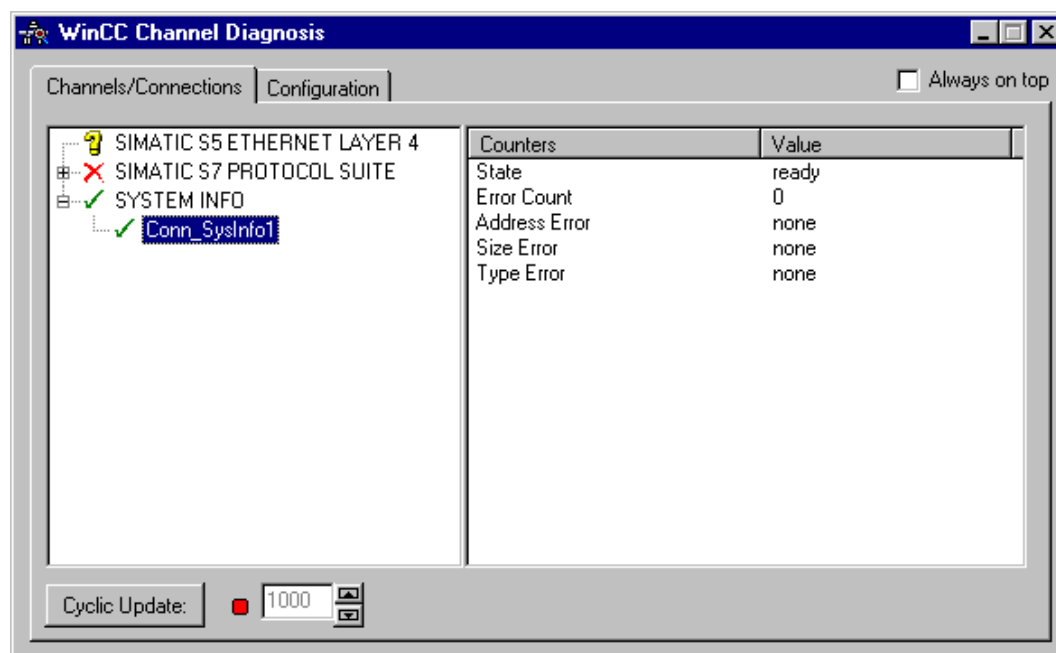 WinCC Channel Diagnosis
Channels/Connections Configuration Always on top
SIMATIC S5 ETHERNET LAYER 4
SIMATIC S7 PROTOCOL SUITE
SYSTEM INFO
Conn_SysInfo1
Counters Value
State ready
Error Count 0
Address Error none
Size Error none
Type Error none
Cyclic Update: 1000